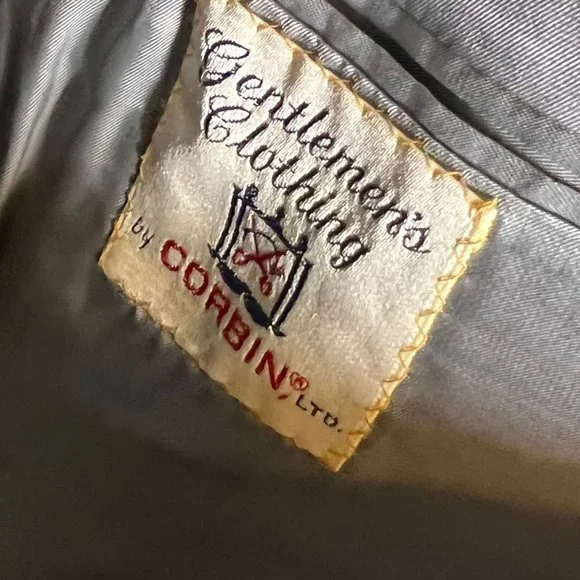 Gentlemen's
Clothing
by CORBIN,® LTD.